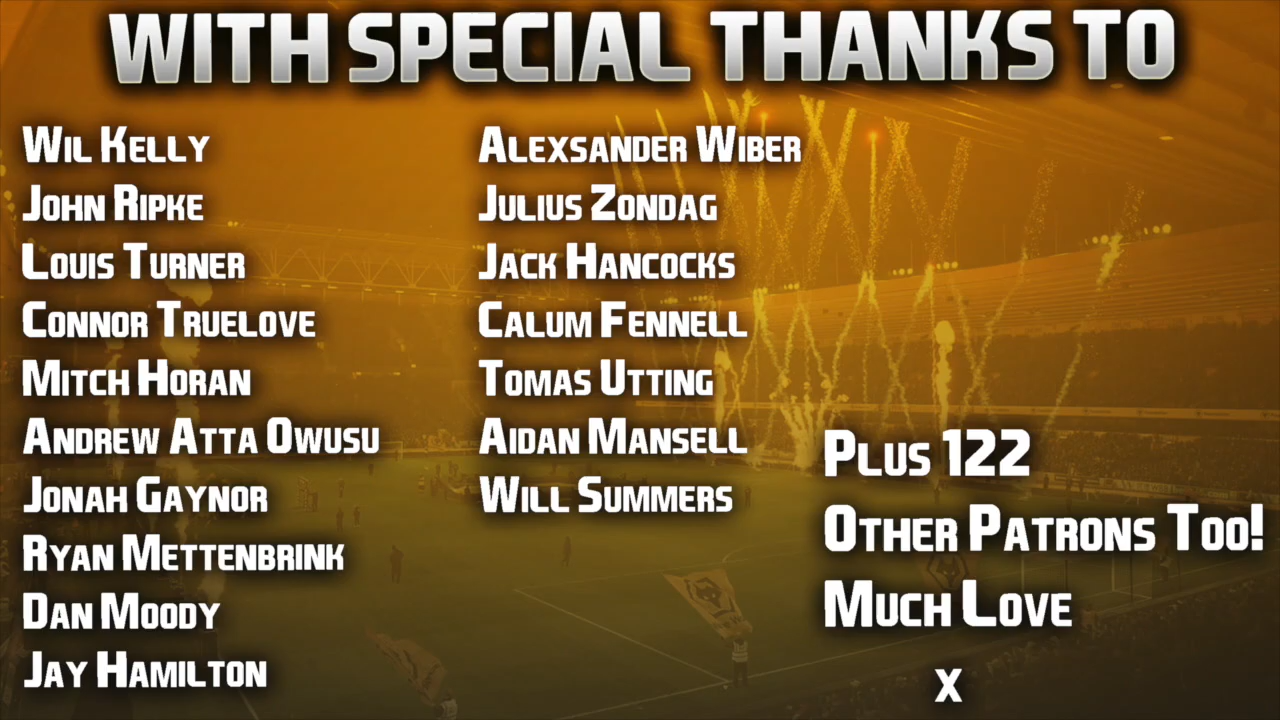 WITH SPECIAL THANKS TO
WIL KELLY
JOHN RIPKE
LOUIS TURNER
CONNOR TRUELOVE
MITCH HORAN
ANDREW ATTA OWUSU
JONAH GAYNOR
RYAN METTENBRINK
DAN MOODY
JAY HAMILTON
ALEXSANDER WIBER
JULIUS ZONDAG
JACK HANCOCKS
CALUM FENNELL
TOMAS UTTING
AIDAN MANSELL
WILL SUMMERS
PLUS 122
OTHER PATRONS TOO!
MUCH LOVE
X